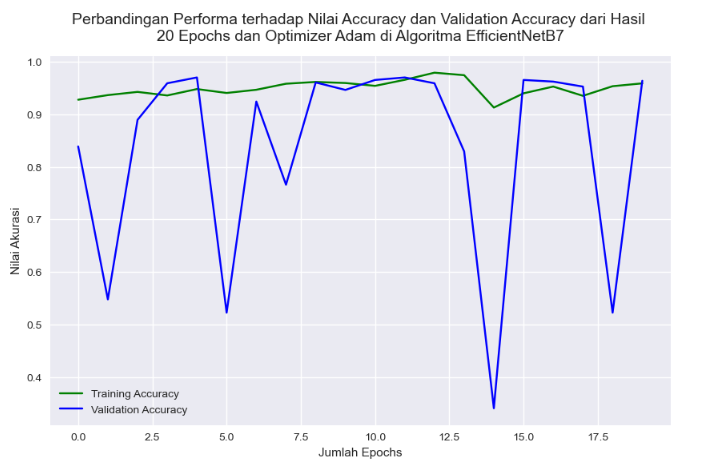 Perbandingan Performa terhadap Nilai Accuracy dan Validation Accuracy dari Hasil
20 Epochs dan Optimizer Adam di Algoritma EfficientNetB7
1.0
0.9
0.8
0.7
0.6
0.5
0.4
Nilai Akurasi
Training Accuracy
Validation Accuracy
0.0 2.5 5.0 7.5 10.0 12.5 15.0 17.5
Jumlah Epochs